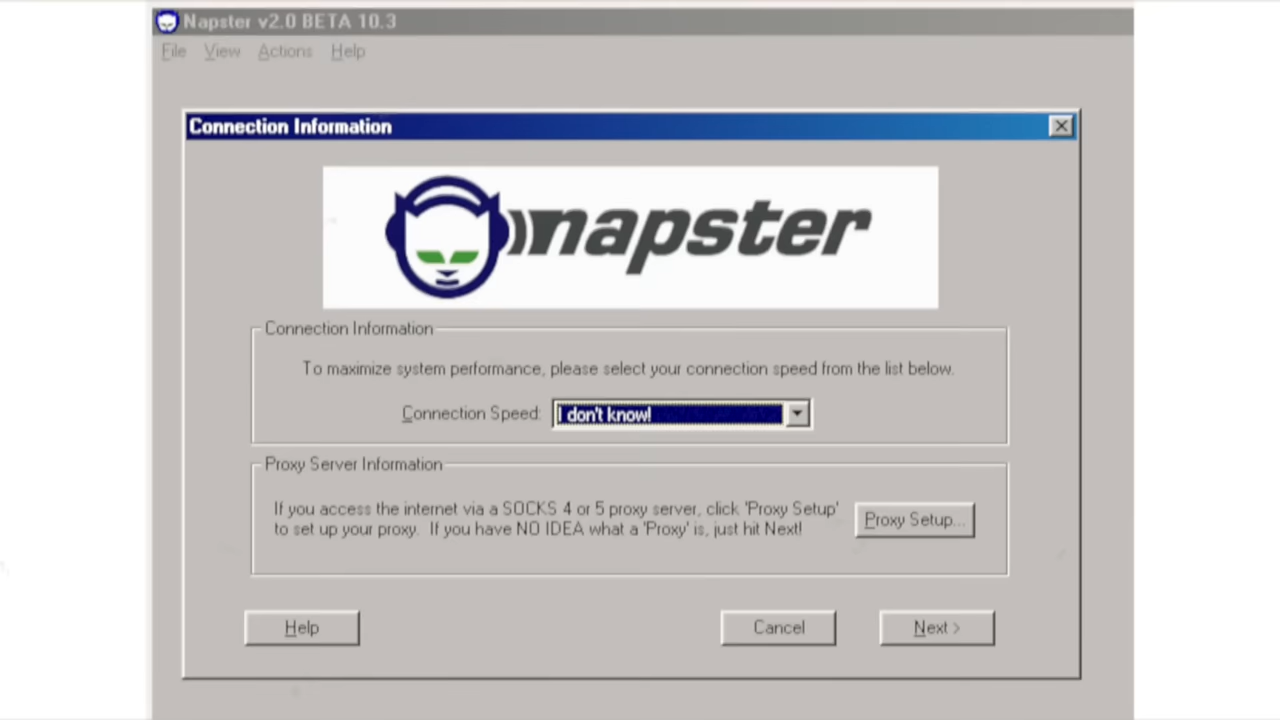 Napster v2.0 BETA 10.3
File View Actions Help
Connection Information
napster
Connection Information
To maximize system performance, please select your connection speed from the list below.
Connection Speed: I don't know!
Proxy Server Information
If you access the internet via a SOCKS 4 or 5 proxy server, click 'Proxy Setup'
to set up your proxy. If you have NO IDEA what a 'Proxy' is, just hit Next!
Proxy Setup...
Help Cancel Next >